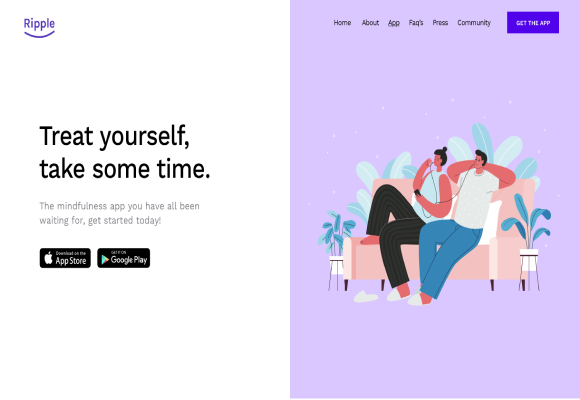 Ripple
Home About App Faq's Press Community GET THE APP
Treat yourself,
take some time.
The mindfulness app you have all been
waiting for, get started today!
Download on the
App Store
GET IT ON
Google Play